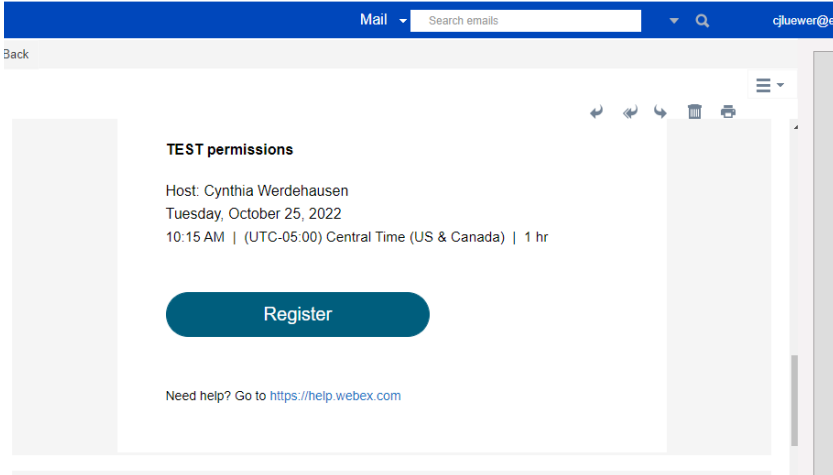 Mail
Search emails
cjluewer@e
Back
TEST permissions
Host: Cynthia Werdehausen
Tuesday, October 25, 2022
10:15 AM | (UTC-05:00) Central Time (US & Canada) | 1 hr
Register
Need help? Go to https://help.webex.com